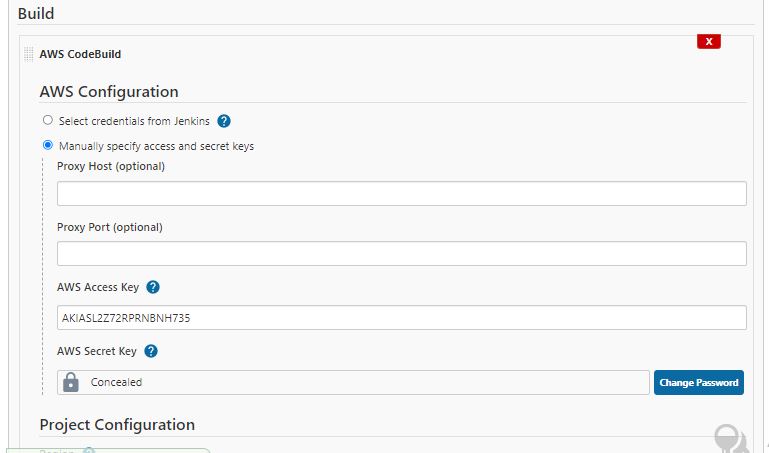 Build
X
AWS CodeBuild
AWS Configuration
Select credentials from Jenkins ?
Manually specify access and secret keys
Proxy Host (optional)
Proxy Port (optional)
AWS Access Key ?
AKIASL2Z72RPRNBNH735
AWS Secret Key ?
Concealed Change Password
Project Configuration